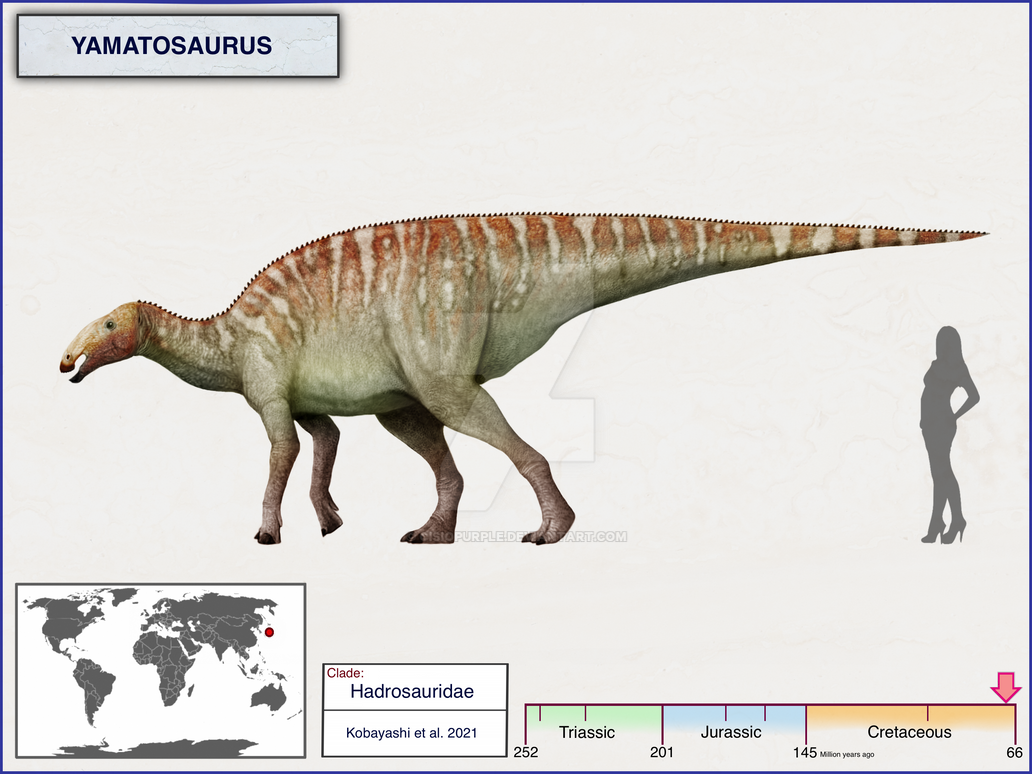 YAMATOSAURUS
Clade:
Hadrosauridae
Kobayashi et al. 2021
Triassic
Jurassic
Cretaceous
252
201
145 Million years ago
66